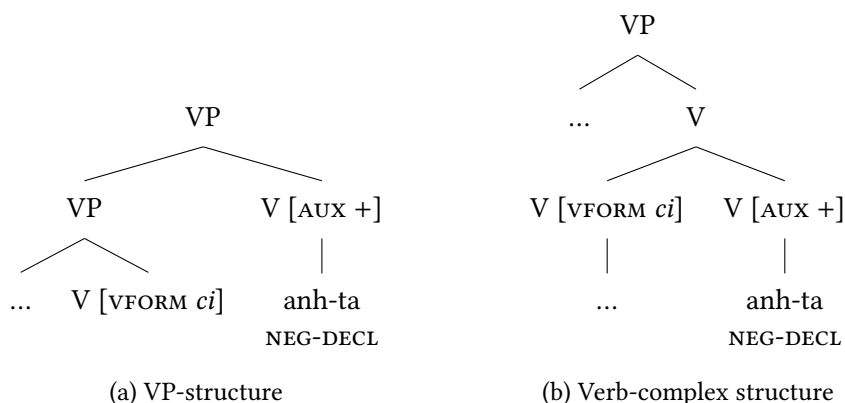 VP
VP
V [AUX +]
... V [VFORM ci]
anh-ta
NEG-DECL
(a) VP-structure
VP
... V
V [VFORM ci] V [AUX +]
... anh-ta
NEG-DECL
(b) Verb-complex structure